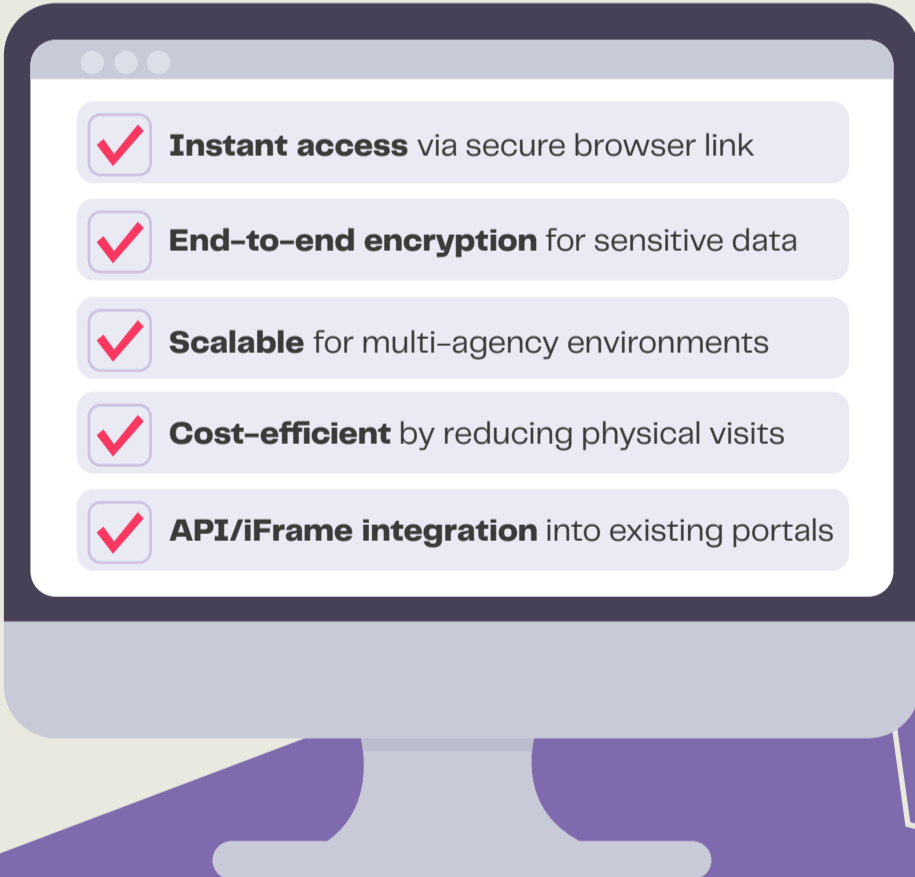 Instant access via secure browser link
End-to-end encryption for sensitive data
Scalable for multi-agency environments
Cost-efficient by reducing physical visits
API/iFrame integration into existing portals